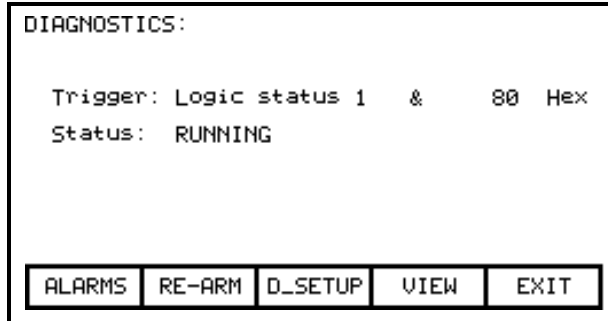 DIAGNOSTICS:
Trigger: Logic status 1 & 80 Hex
Status: RUNNING
ALARMS RE-ARM D_SETUP VIEW EXIT